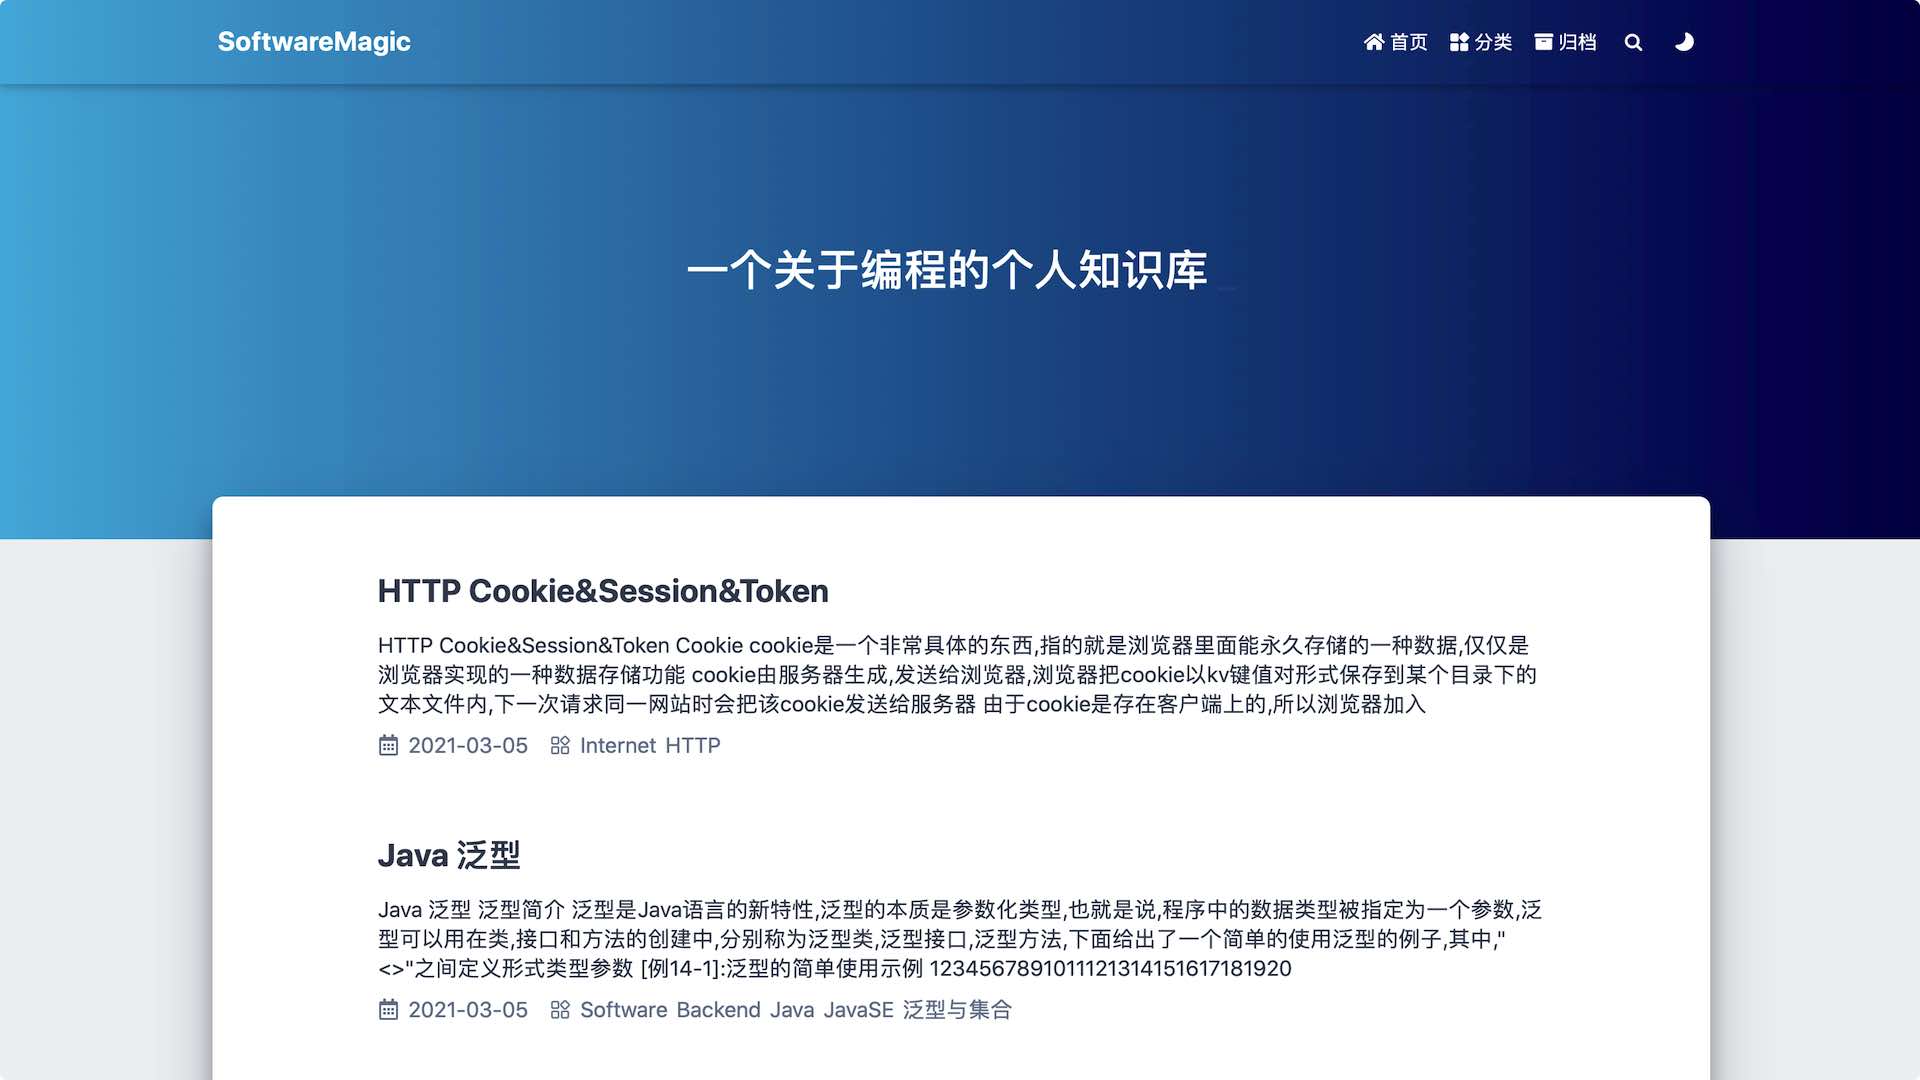 SoftwareMagic
首页 分类 归档
一个关于编程的个人知识库
HTTP Cookie&Session&Token
HTTP Cookie&Session&Token Cookie cookie是一个非常具体的东西,指的就是浏览器里面能永久存储的一种数据,仅仅是
浏览器实现的一种数据存储功能 cookie由服务器生成,发送给浏览器,浏览器把cookie以kv键值对形式保存到某个目录下的
文本文件内,下一次请求同一网站时会把该cookie发送给服务器 由于cookie是存在客户端上的,所以浏览器加入
2021-03-05 Internet HTTP
Java 泛型
Java 泛型 泛型简介 泛型是Java语言的新特性,泛型的本质是参数化类型,也就是说,程序中的数据类型被指定为一个参数,泛
型可以用在类,接口和方法的创建中,分别称为泛型类,泛型接口,泛型方法,下面给出了一个简单的使用泛型的例子,其中,"
<>"之间定义形式类型参数 [例14-1]:泛型的简单使用示例 1234567891011121314151617181920
2021-03-05 Software Backend Java JavaSE 泛型与集合